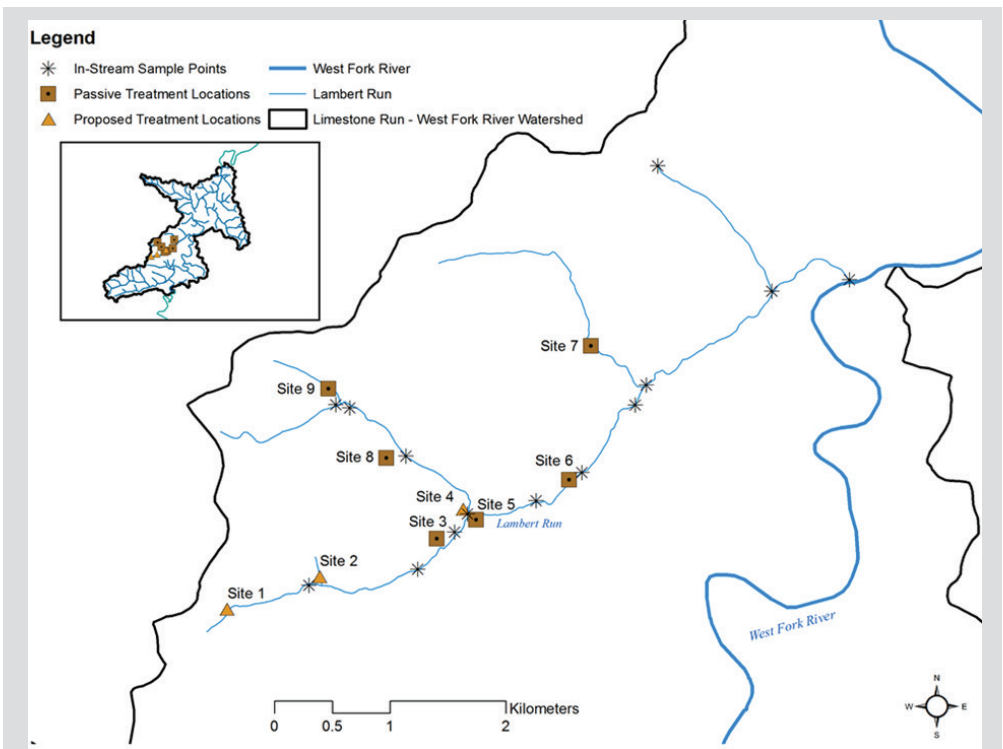 Legend
In-Stream Sample Points
West Fork River
Passive Treatment Locations
Lambert Run
Proposed Treatment Locations
Limestone Run - West Fork River Watershed
Site 7
Site 9
Site 8
Site 6
Site 4
Site 5
Site 3
Lambert Run
Site 2
Site 1
West Fork River
Kilometers
0 0.5 1 2
N
W E
S